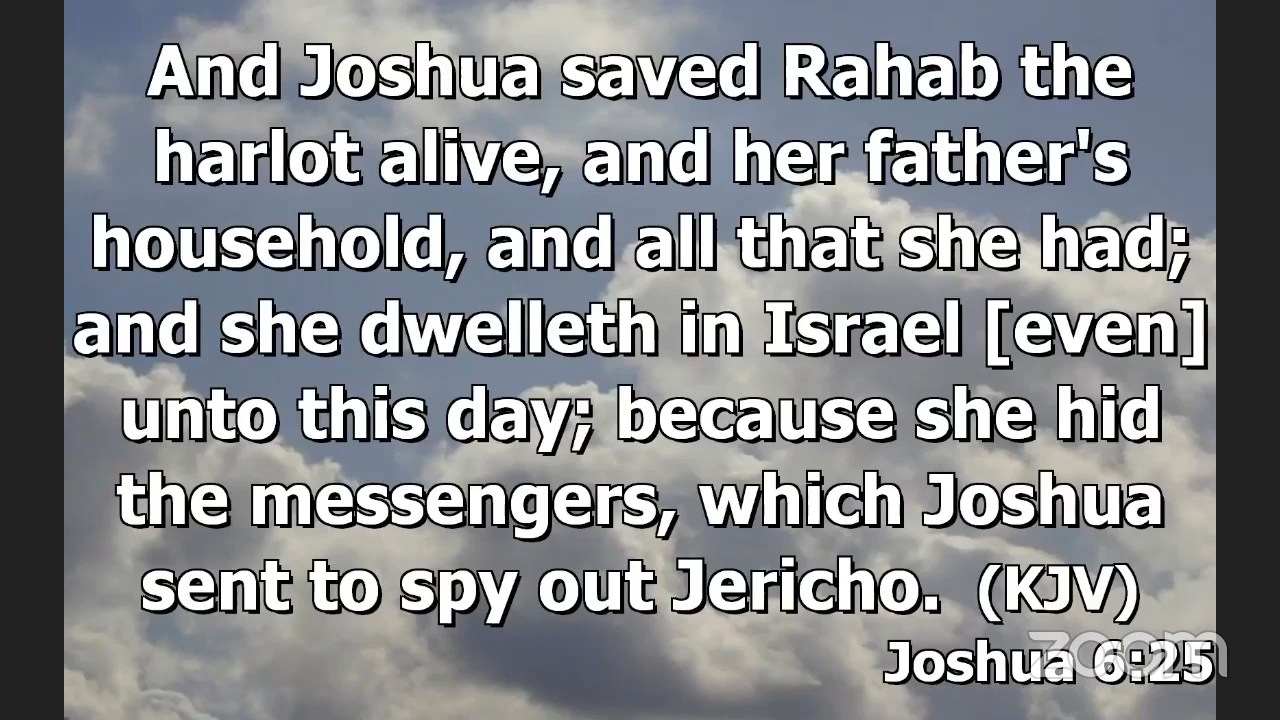 And Joshua saved Rahab the
harlot alive, and her father's
household, and all that she had;
and she dwelleth in Israel [even]
unto this day; because she hid
the messengers, which Joshua
sent to spy out Jericho. (KJV)
zoom
Joshua 6:25